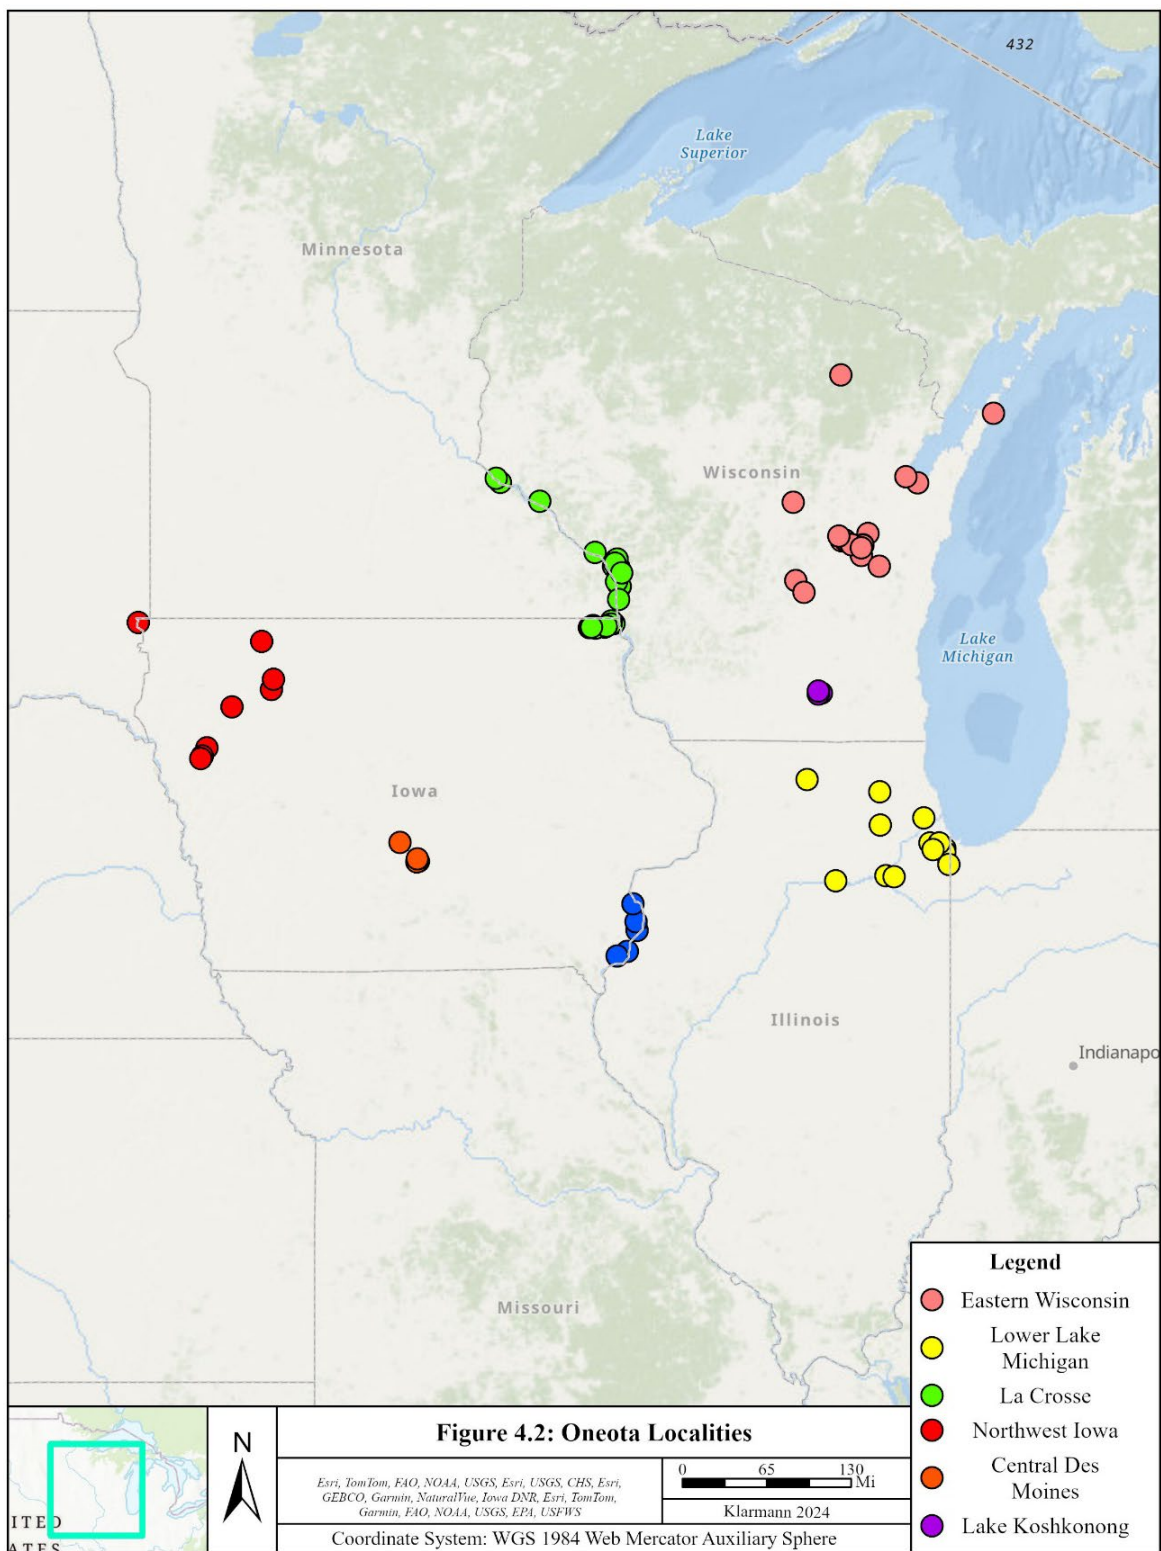 432
Lake
Superior
Minnesota
Wisconsin
Lake
Michigan
Iowa
Illinois
Indianapo
Missouri
Legend
Eastern Wisconsin
Lower Lake
Michigan
La Crosse
Northwest Iowa
Central Des
Moines
Lake Koshkonong
ITED
ATES
N
Figure 4.2: Oneota Localities
Esri, TomTom, FAO, NOAA, USGS, Esri, USGS, CHS, Esri,
GEBCO, Garmin, NaturalVue, Iowa DNR, Esri, TomTom,
Garmin, FAO, NOAA, USGS, EPA, USFWS
0 65 130
Mi
Klarmann 2024
Coordinate System: WGS 1984 Web Mercator Auxiliary Sphere